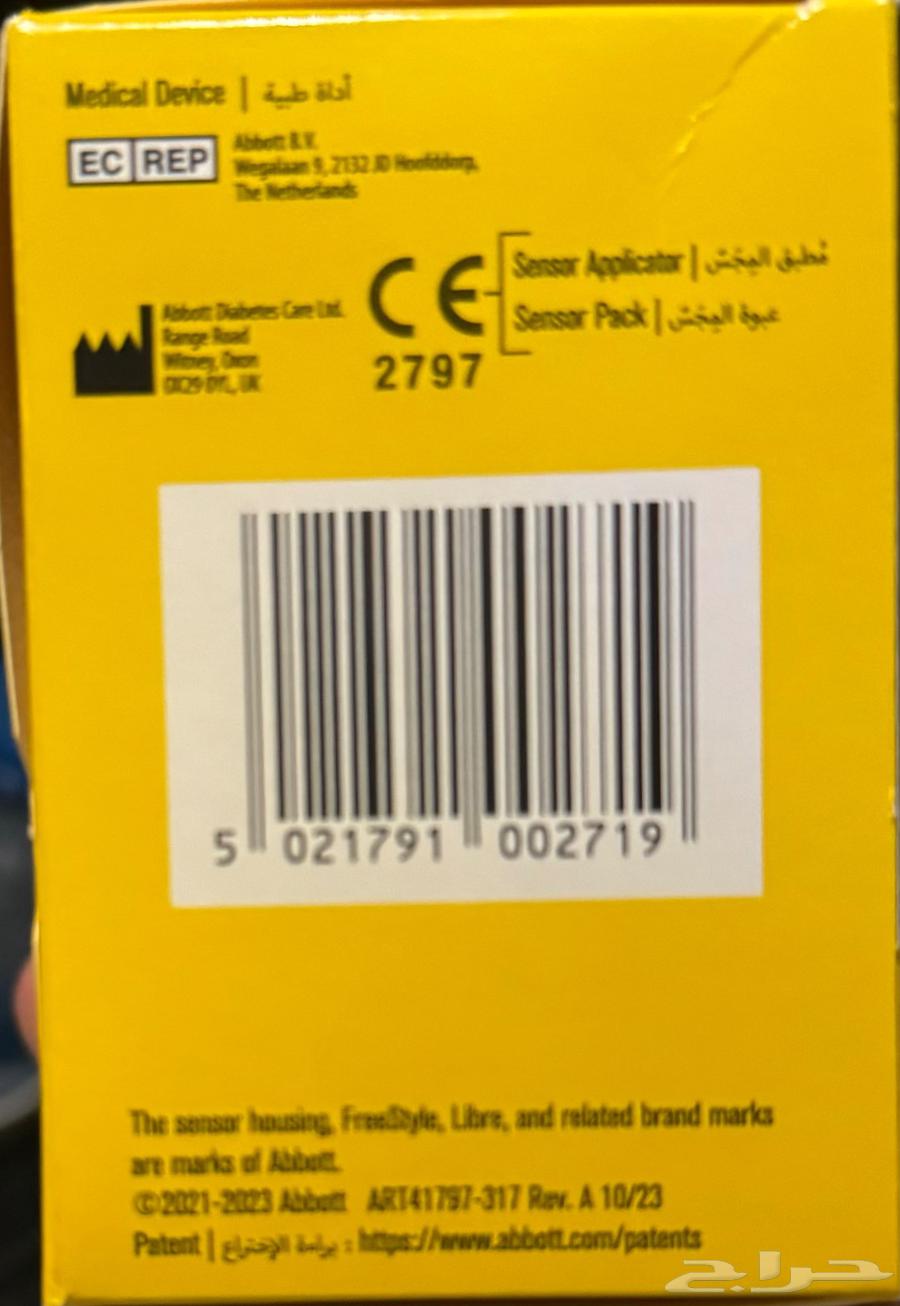 Medical Device | أداة طبية
EC REP
Abbott B.V.
Wegalaan 9, 2132 JD Hoofddorp,
The Netherlands
Abbott Diabetes Care Ltd.
Range Road
Witney, Oxon
OX29 0YL, UK
CE
2797
Sensor Applicator | مُطبق المِجَسّ
Sensor Pack | عبوة المِجَسّ
5 021791 002719
The sensor housing, FreeStyle, Libre, and related brand marks
are marks of Abbott.
©2021-2023 Abbott ART41797-317 Rev. A 10/23
Patent | براءة الإختراع : https://www.abbott.com/patents
حراج